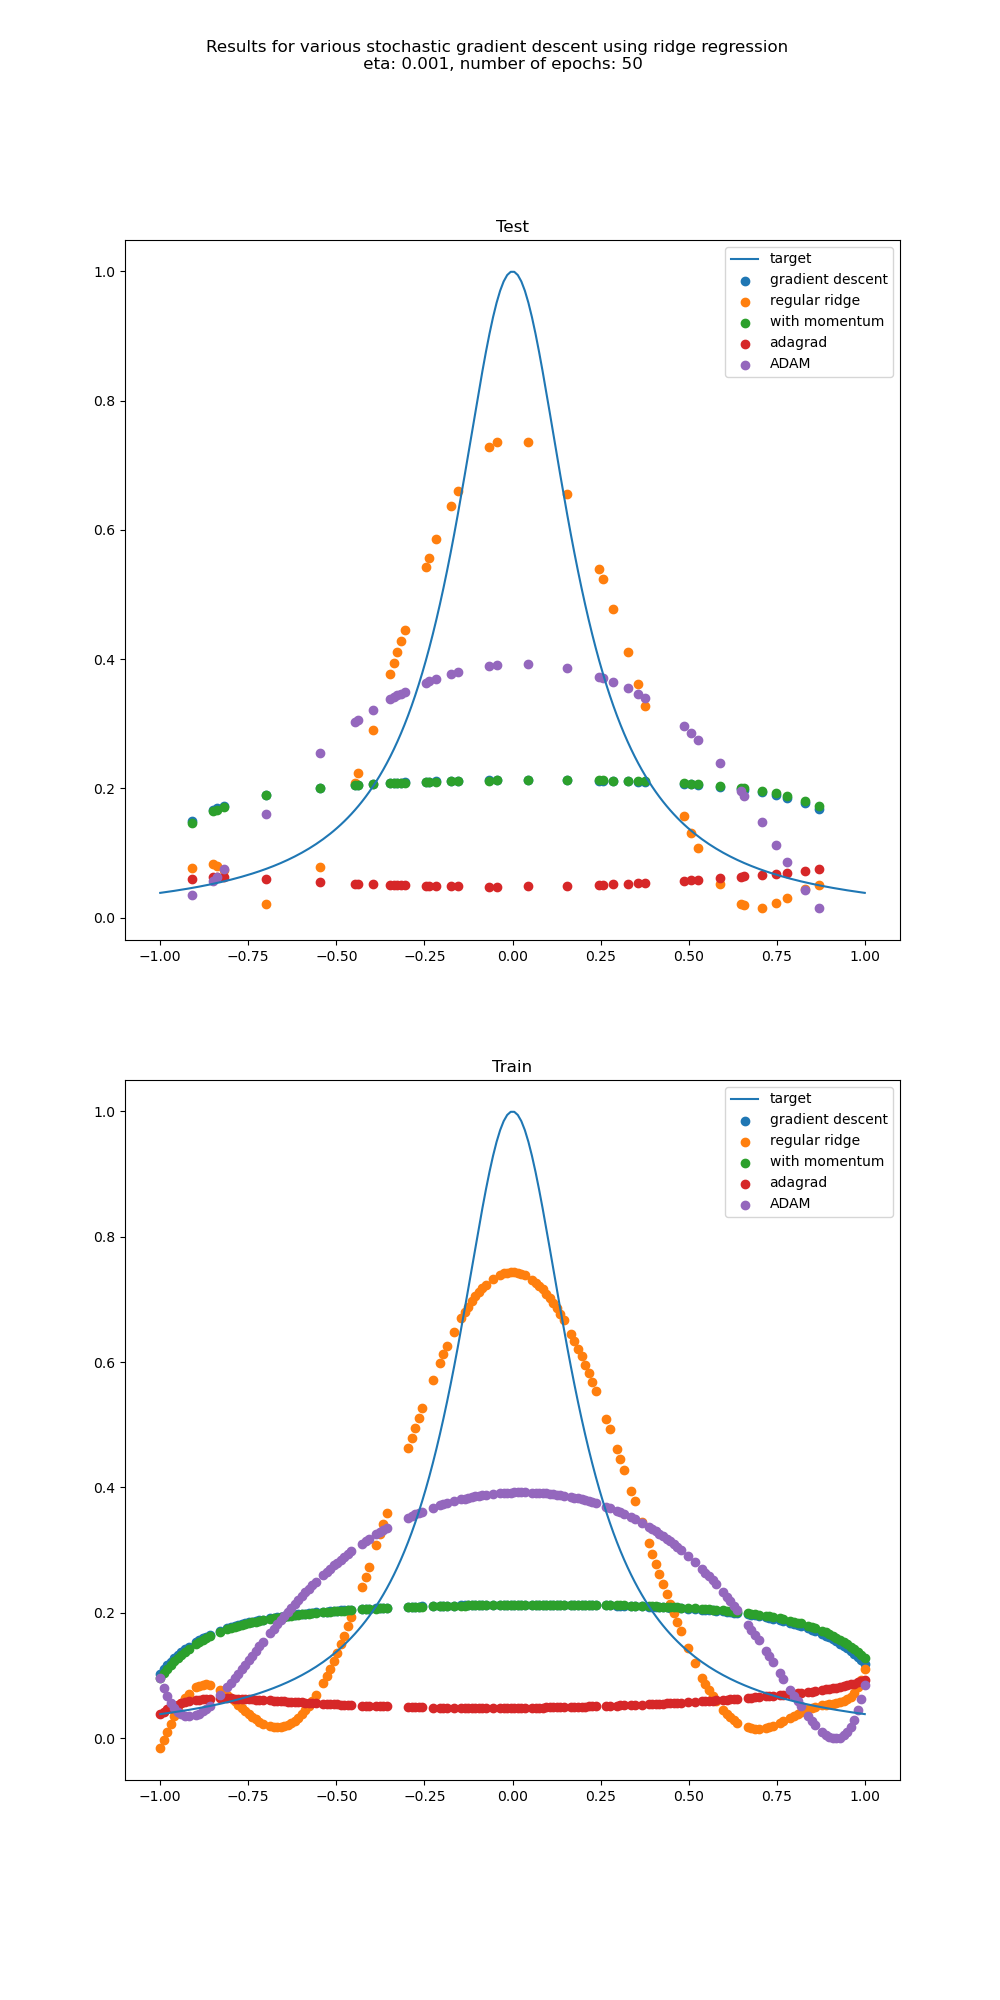 Results for various stochastic gradient descent using ridge regression
eta: 0.001, number of epochs: 50
Test
target
gradient descent
regular ridge
with momentum
adagrad
ADAM
1.0
0.8
0.6
0.4
0.2
0.0
−1.00 −0.75 −0.50 −0.25 0.00 0.25 0.50 0.75 1.00
Train
target
gradient descent
regular ridge
with momentum
adagrad
ADAM
1.0
0.8
0.6
0.4
0.2
0.0
−1.00 −0.75 −0.50 −0.25 0.00 0.25 0.50 0.75 1.00